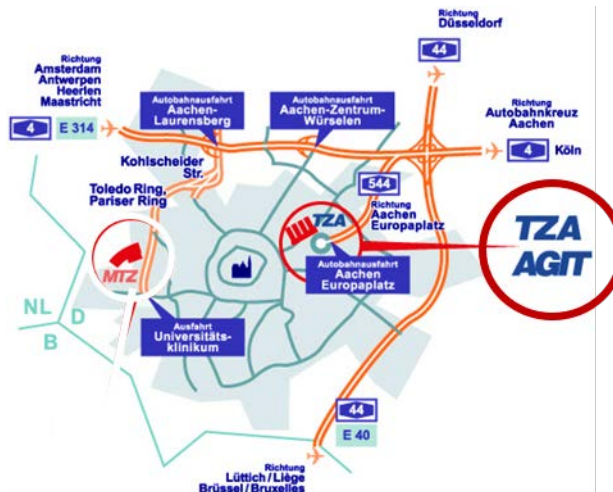 44
Düsseldorf
Richtung
Amsterdam
Antwerpen
Heerlen
Maastricht
4
E 314
Autobahnausfahrt
Aachen-
Laurensberg
Autobahnausfahrt
Aachen-Zentrum-
Würselen
Richtung
Autobahnkreuz
Aachen
4
Köln
Kohlscheider
Str.
Toledo Ring,
Pariser Ring
544
Richtung
Aachen
Europaplatz
TZA
TZA
AGIT
MTZ
Autobahnausfahrt
Aachen
Europaplatz
NL
D
B
Ausfahrt
Universitäts-
klinikum
44
E 40
Richtung
Lüttich / Liège
Brüssel / Bruxelles